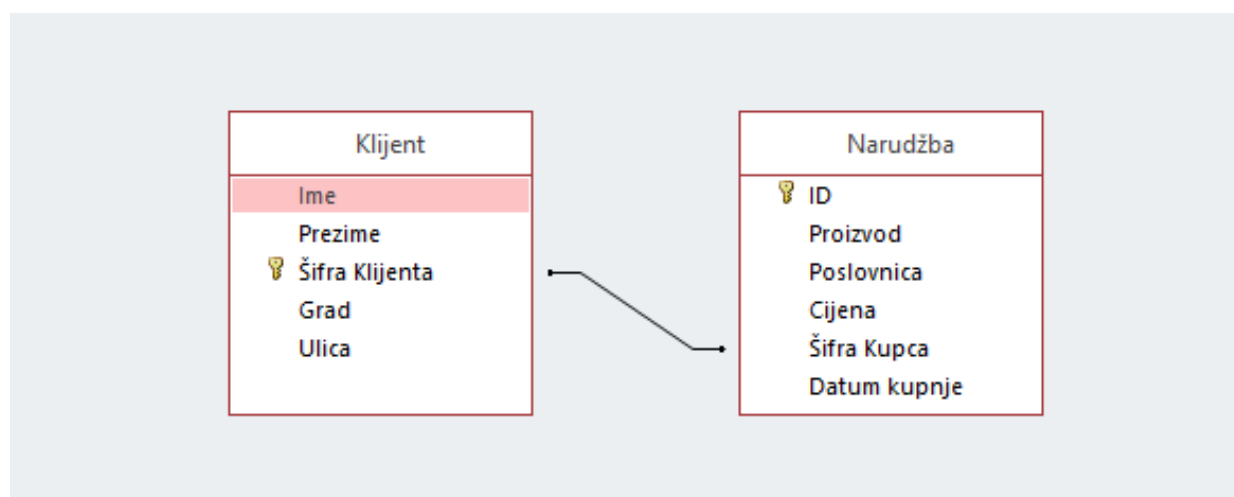 Klijent
Ime
Prezime
Šifra Klijenta
Grad
Ulica
Narudžba
ID
Proizvod
Poslovnica
Cijena
Šifra Kupca
Datum kupnje